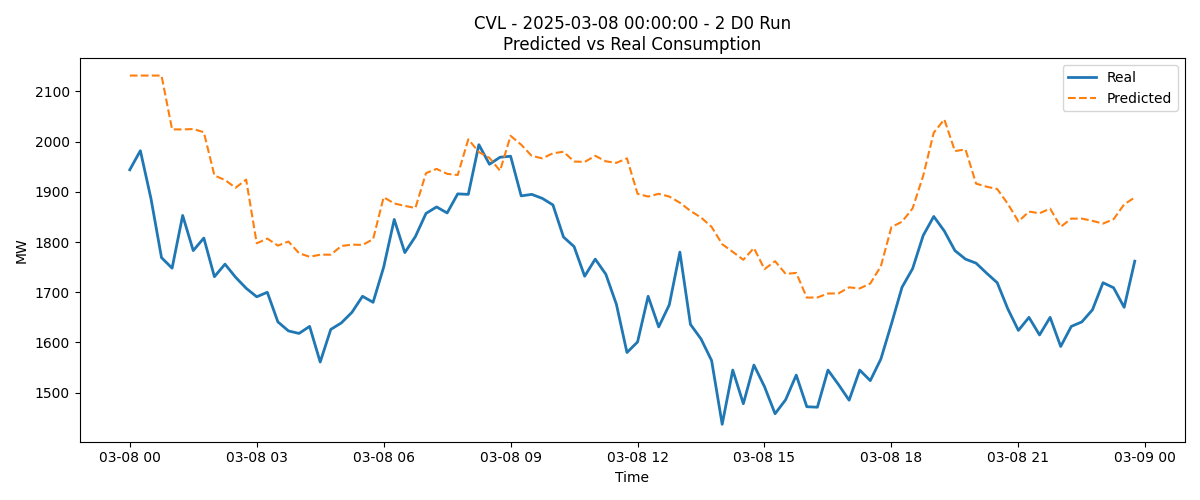 CVL - 2025-03-08 00:00:00 - 2 D0 Run
Predicted vs Real Consumption
Real
Predicted
MW
2100
2000
1900
1800
1700
1600
1500
03-08 00
03-08 03
03-08 06
03-08 09
03-08 12
03-08 15
03-08 18
03-08 21
03-09 00
Time